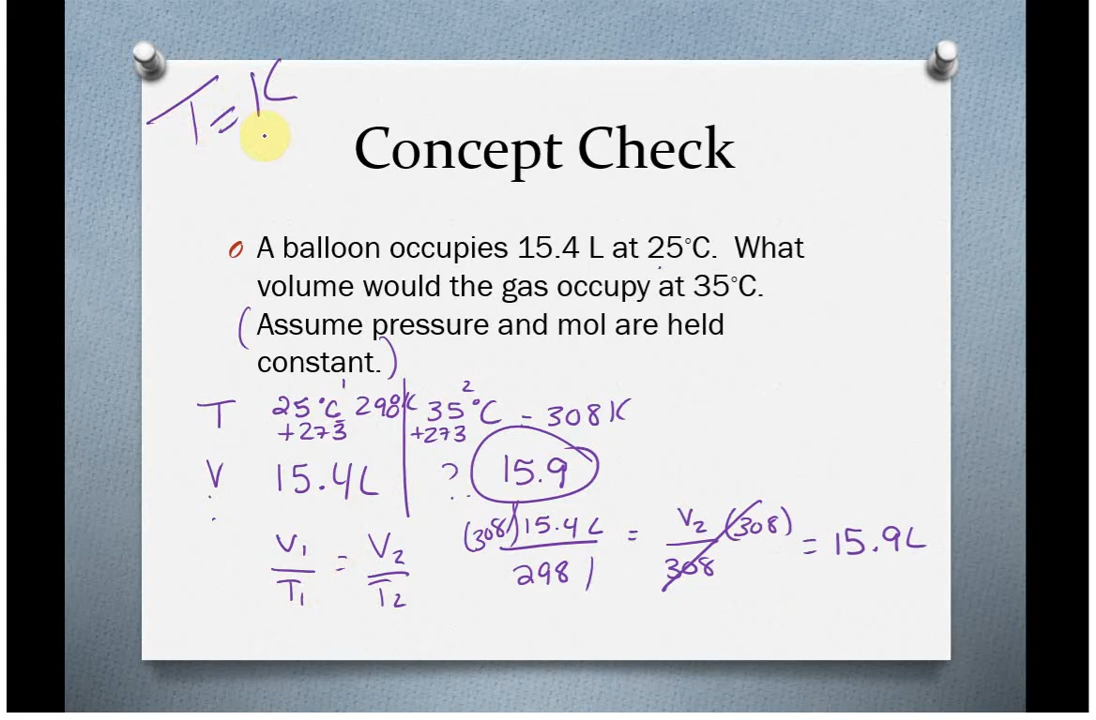 T = K
Concept Check
A balloon occupies 15.4 L at 25°C. What
volume would the gas occupy at 35°C.
(Assume pressure and mol are held
constant.)
1 2
T 25°C 298K 35°C - 308K
+273 +273
V 15.4L ? 15.9
V₁/T₁ = V₂/T₂ (308)15.4L/298 = V₂(308)/308 = 15.9L